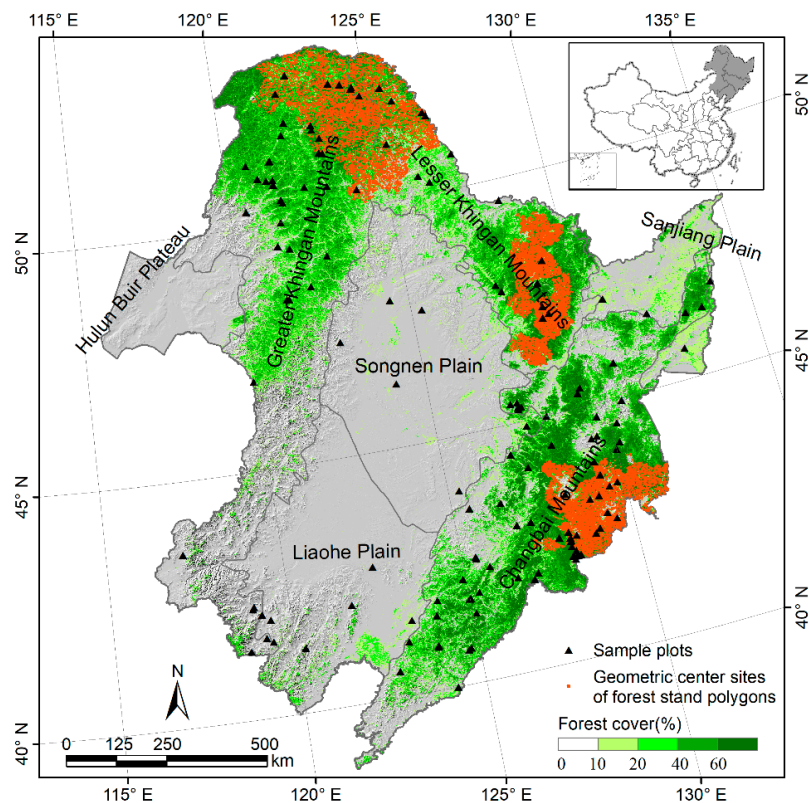 115° E
120° E
125° E
130° E
135° E
50° N
50° N
45° N
45° N
40° N
40° N
Hulun Buir Plateau
Greater Khingan Mountains
Lesser Khingan Mountains
Sanjiang Plain
Songnen Plain
Changbai Mountains
Liaohe Plain
N
0 125 250 500
km
Sample plots
Geometric center sites
of forest stand polygons
Forest cover(%)
0 10 20 40 60
115° E
120° E
125° E
130° E